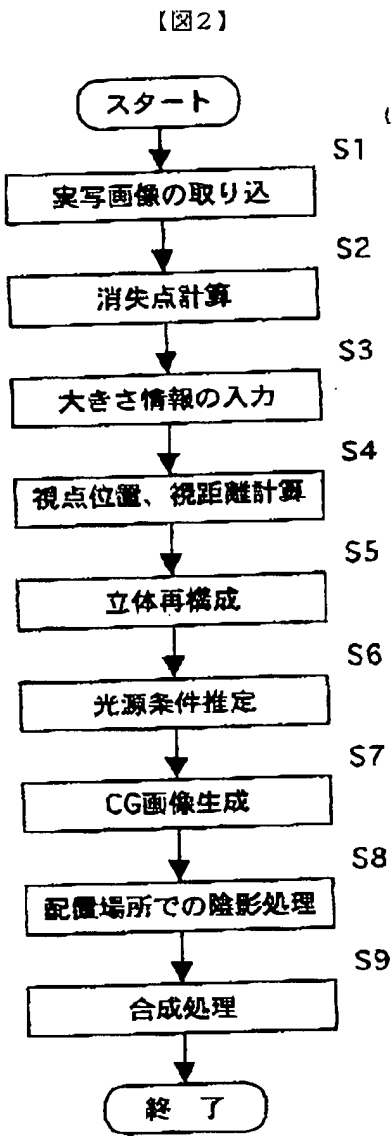 【図2】
スタート
S1
実写画像の取り込
S2
消失点計算
S3
大きさ情報の入力
S4
視点位置、視距離計算
S5
立体再構成
S6
光源条件推定
S7
CG画像生成
S8
配置場所での陰影処理
S9
合成処理
終 了